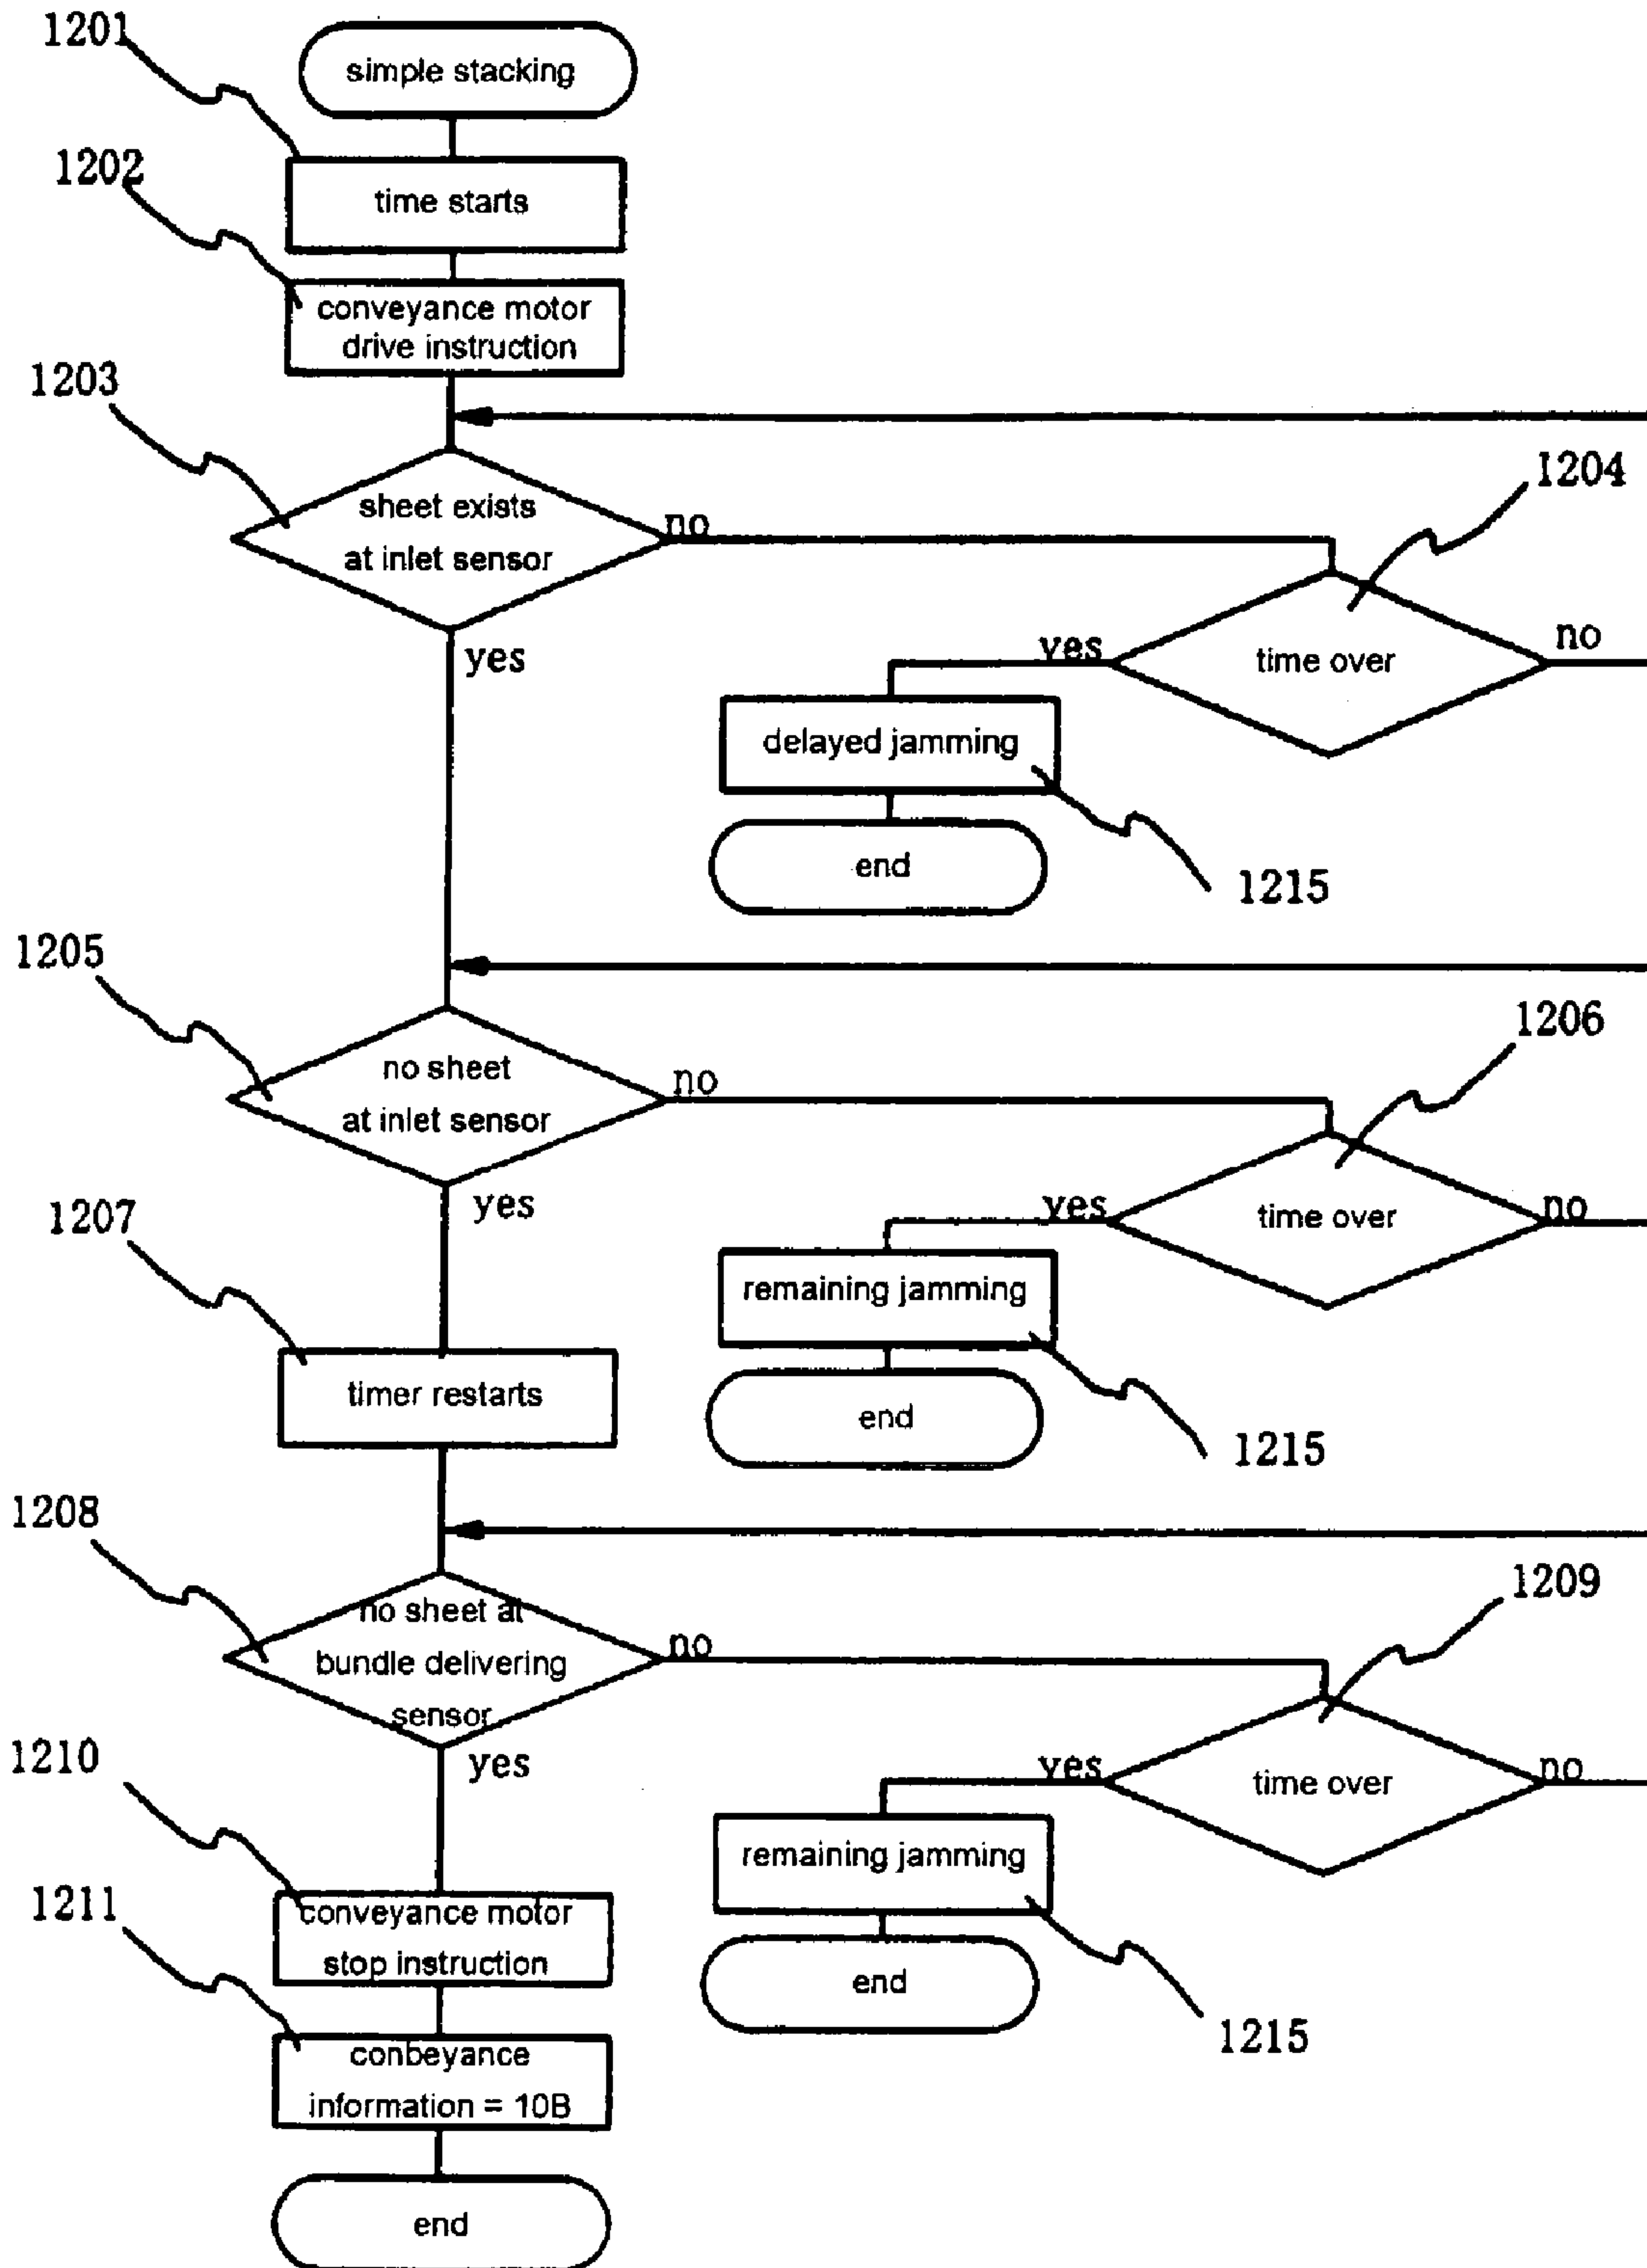 1201
simple stacking
1202
time starts
conveyance motor
drive instruction
1203
sheet exists
at inlet sensor
no
1204
yes
yes
time over
no
delayed jamming
end
1215
1205
no sheet
at inlet sensor
no
1206
yes
yes
time over
no
1207
remaining jamming
timer restarts
end
1215
1208
no sheet at
bundle delivering
sensor
no
1209
1210
yes
yes
time over
no
remaining jamming
1211
conveyance motor
stop instruction
end
1215
conbeyance
information = 10B
end